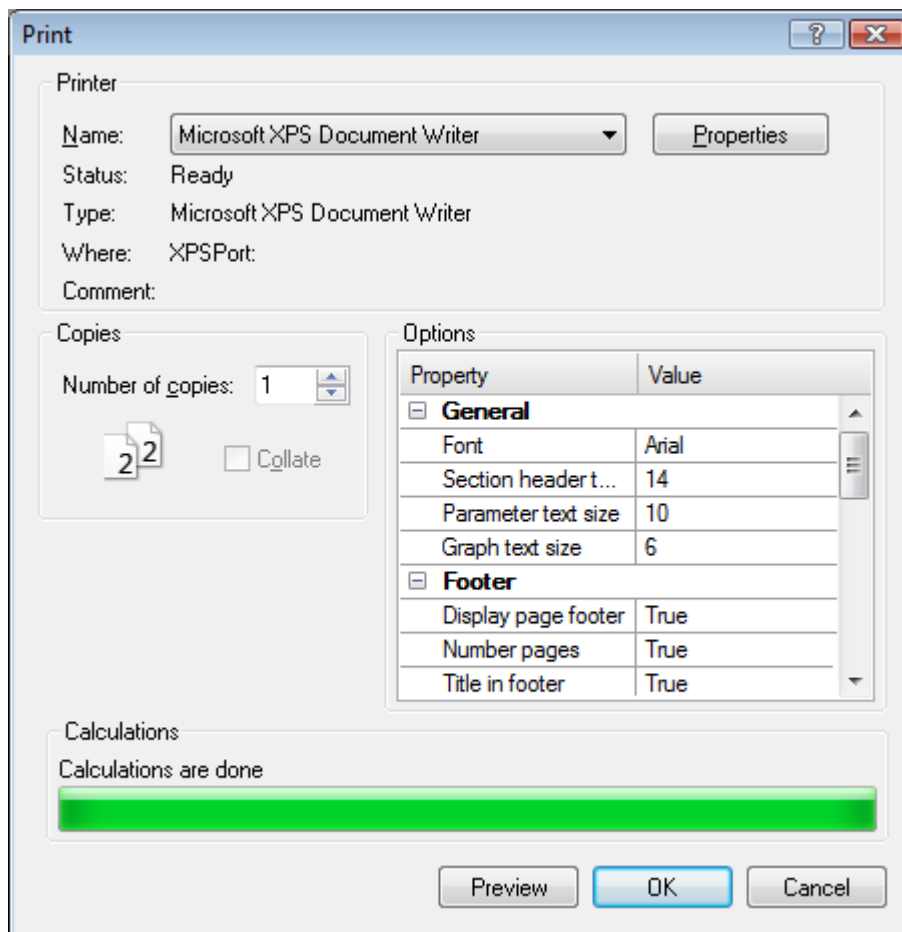 Print
Printer
Name: Microsoft XPS Document Writer Properties
Status: Ready
Type: Microsoft XPS Document Writer
Where: XPSPort:
Comment:
Copies
Number of copies: 1
2 2
Collate
Options
Property Value
General
Font Arial
Section header t... 14
Parameter text size 10
Graph text size 6
Footer
Display page footer True
Number pages True
Title in footer True
Calculations
Calculations are done
Preview OK Cancel